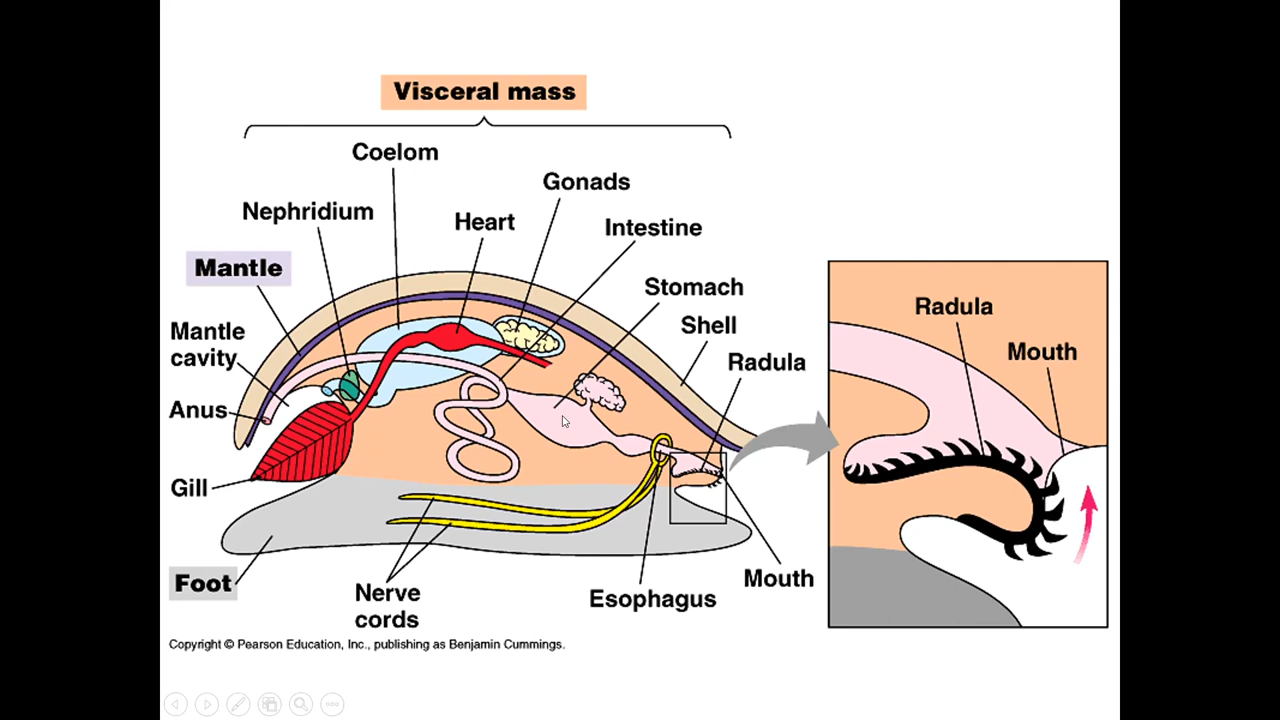 Visceral mass
Coelom
Gonads
Nephridium
Heart
Intestine
Mantle
Stomach
Mantle
cavity
Shell
Radula
Anus
Gill
Foot
Nerve
cords
Esophagus
Mouth
Radula
Mouth
Copyright © Pearson Education, Inc., publishing as Benjamin Cummings.